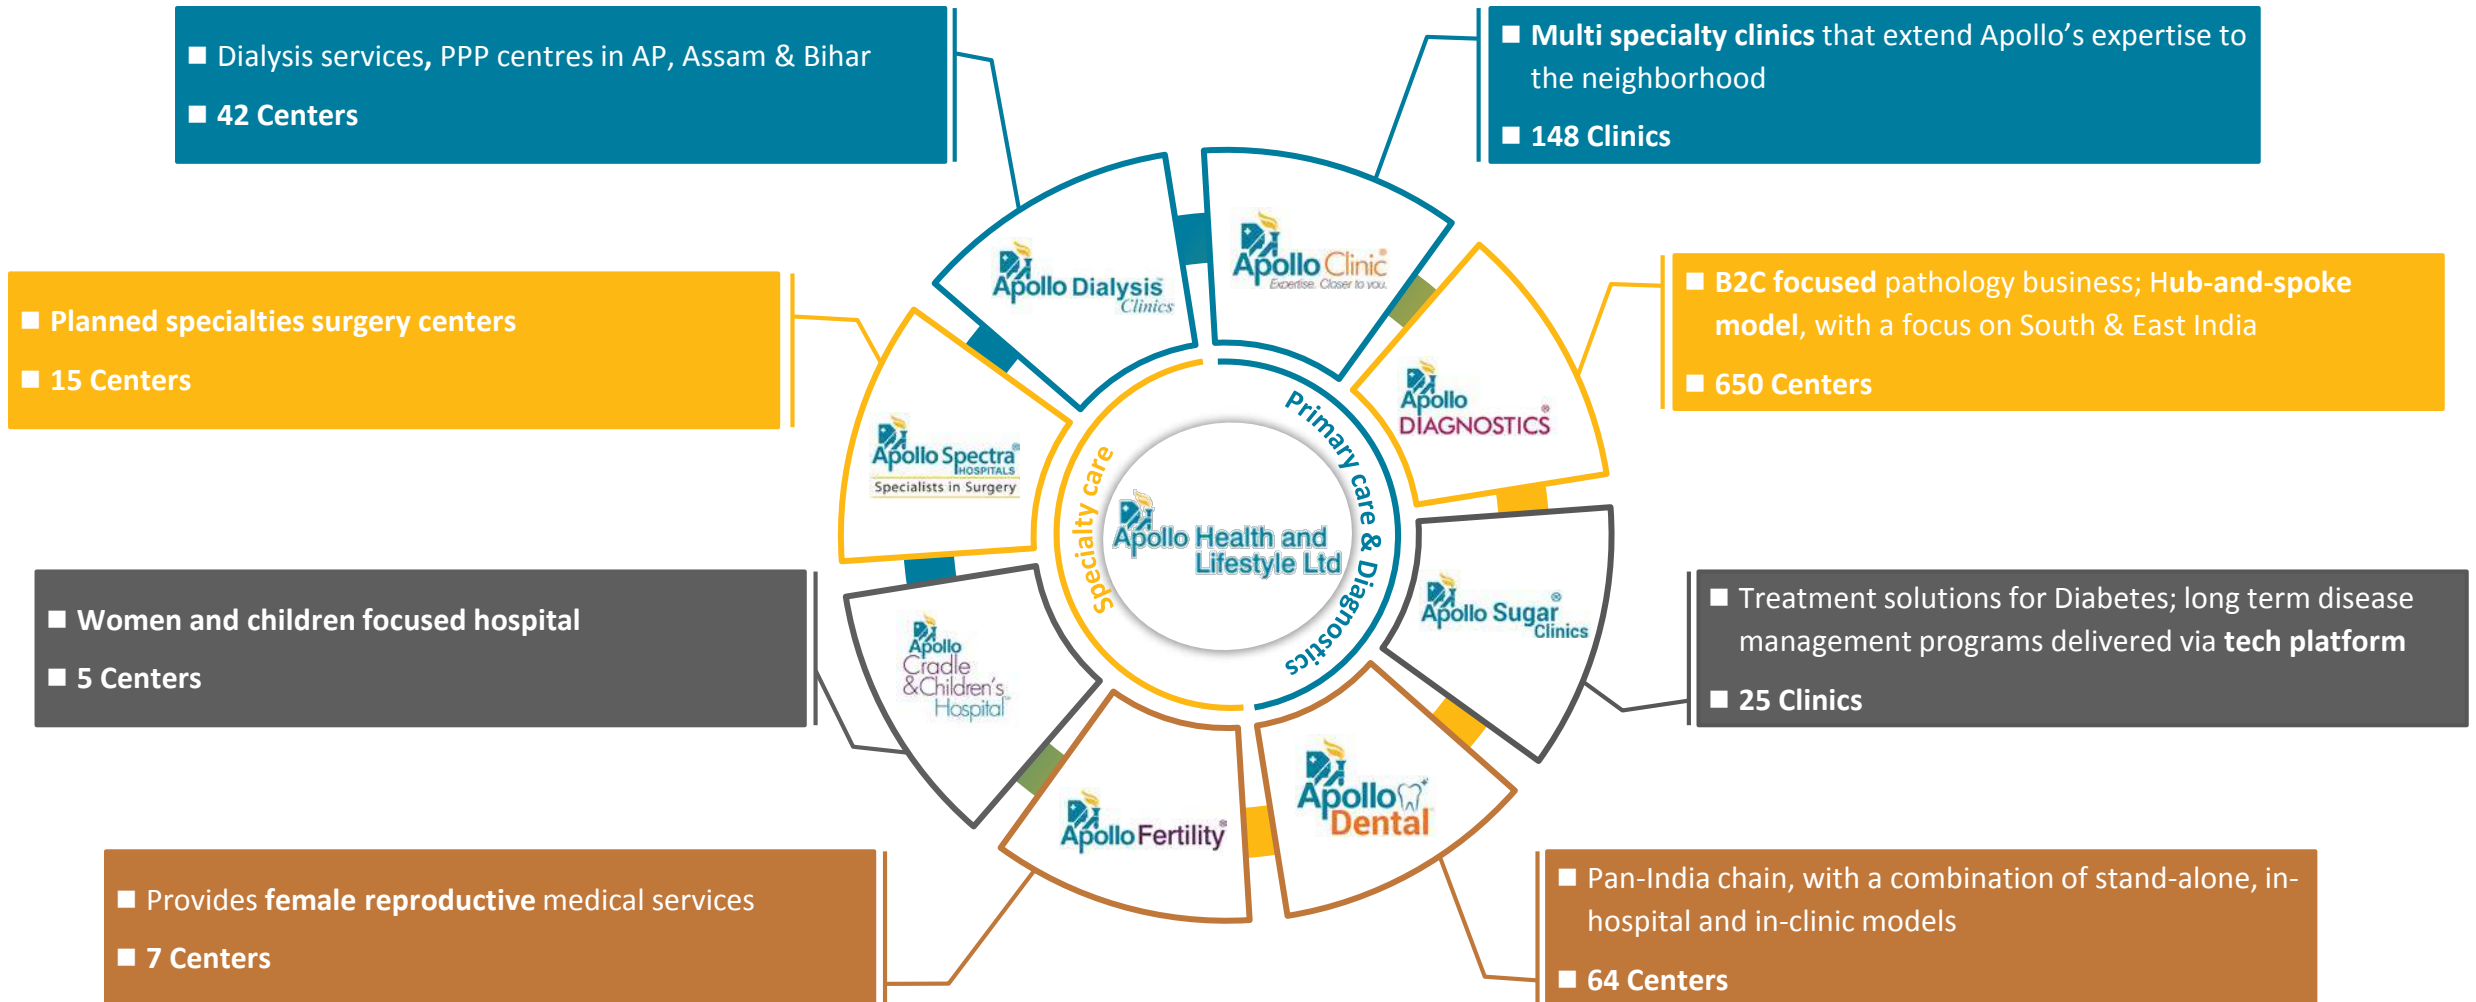 ■ Dialysis services, PPP centres in AP, Assam & Bihar
■ 42 Centers
■ Multi specialty clinics that extend Apollo’s expertise to
the neighborhood
■ 148 Clinics
■ Planned specialties surgery centers
■ 15 Centers
■ B2C focused pathology business; Hub-and-spoke
model, with a focus on South & East India
■ 650 Centers
■ Women and children focused hospital
■ 5 Centers
■ Treatment solutions for Diabetes; long term disease
management programs delivered via tech platform
■ 25 Clinics
■ Provides female reproductive medical services
■ 7 Centers
■ Pan-India chain, with a combination of stand-alone, in-
hospital and in-clinic models
■ 64 Centers
Apollo Dialysis
Clinics
Apollo Clinic®
Expertise. Closer to you.
Apollo
DIAGNOSTICS®
Apollo Sugar®
Clinics
Apollo
Dental
Apollo Fertility®
Apollo
Cradle
&Children's
Hospital
Apollo Spectra®
HOSPITALS
Specialists in Surgery
Specialty care
Primary care & Diagnostics
Apollo Health and
Lifestyle Ltd